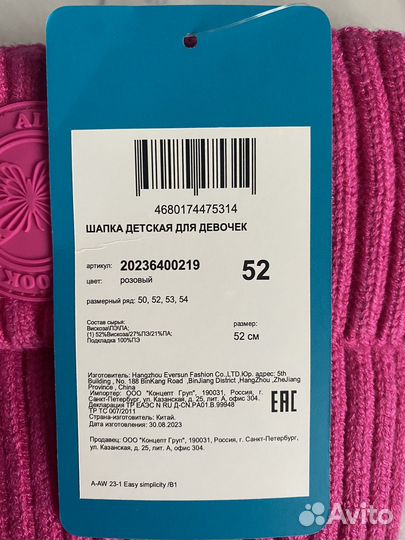 4680174475314
ШАПКА ДЕТСКАЯ ДЛЯ ДЕВОЧЕК
артикул: 20236400219 52
цвет: розовый
размерный ряд: 50, 52, 53, 54
Состав сырья: размер:
Вискоза/ПЭ/ПА;
(1) 52%Вискоза/27%ПЭ/21%ПА; 52 см
Подкладка 100%ПЭ
Изготовитель: Hangzhou Eversun Fashion Co.,LTD.Юр. адрес: 5th
Building , No. 188 BinKang Road ,BinJiang District ,HangZhou ,ZheJiang
Province , China
Импортер: ООО "Концепт Груп", 190031, Россия, г.
Санкт-Петербург, ул. Казанская, д. 25, лит. А, офис 304.
Декларация ТР ЕАЭС N RU Д-CN.РА01.В.99948
ТР ТС 007/2011
Страна-изготовитель: Китай.
Дата изготовления: 30.08.2023
EAC
Продавец: ООО "Концепт Груп", 190031, Россия, г. Санкт-Петербург,
ул. Казанская, д. 25, лит. А, офис 304.
A-AW 23-1 Easy simplicity /B1
Avito